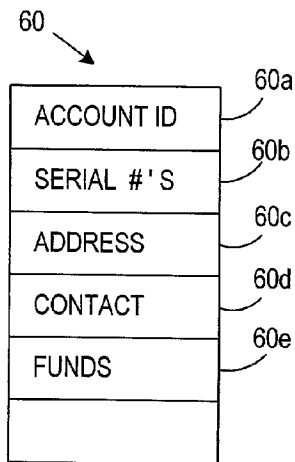 60
60a
ACCOUNT ID
60b
SERIAL #'S
60c
ADDRESS
60d
CONTACT
60e
FUNDS